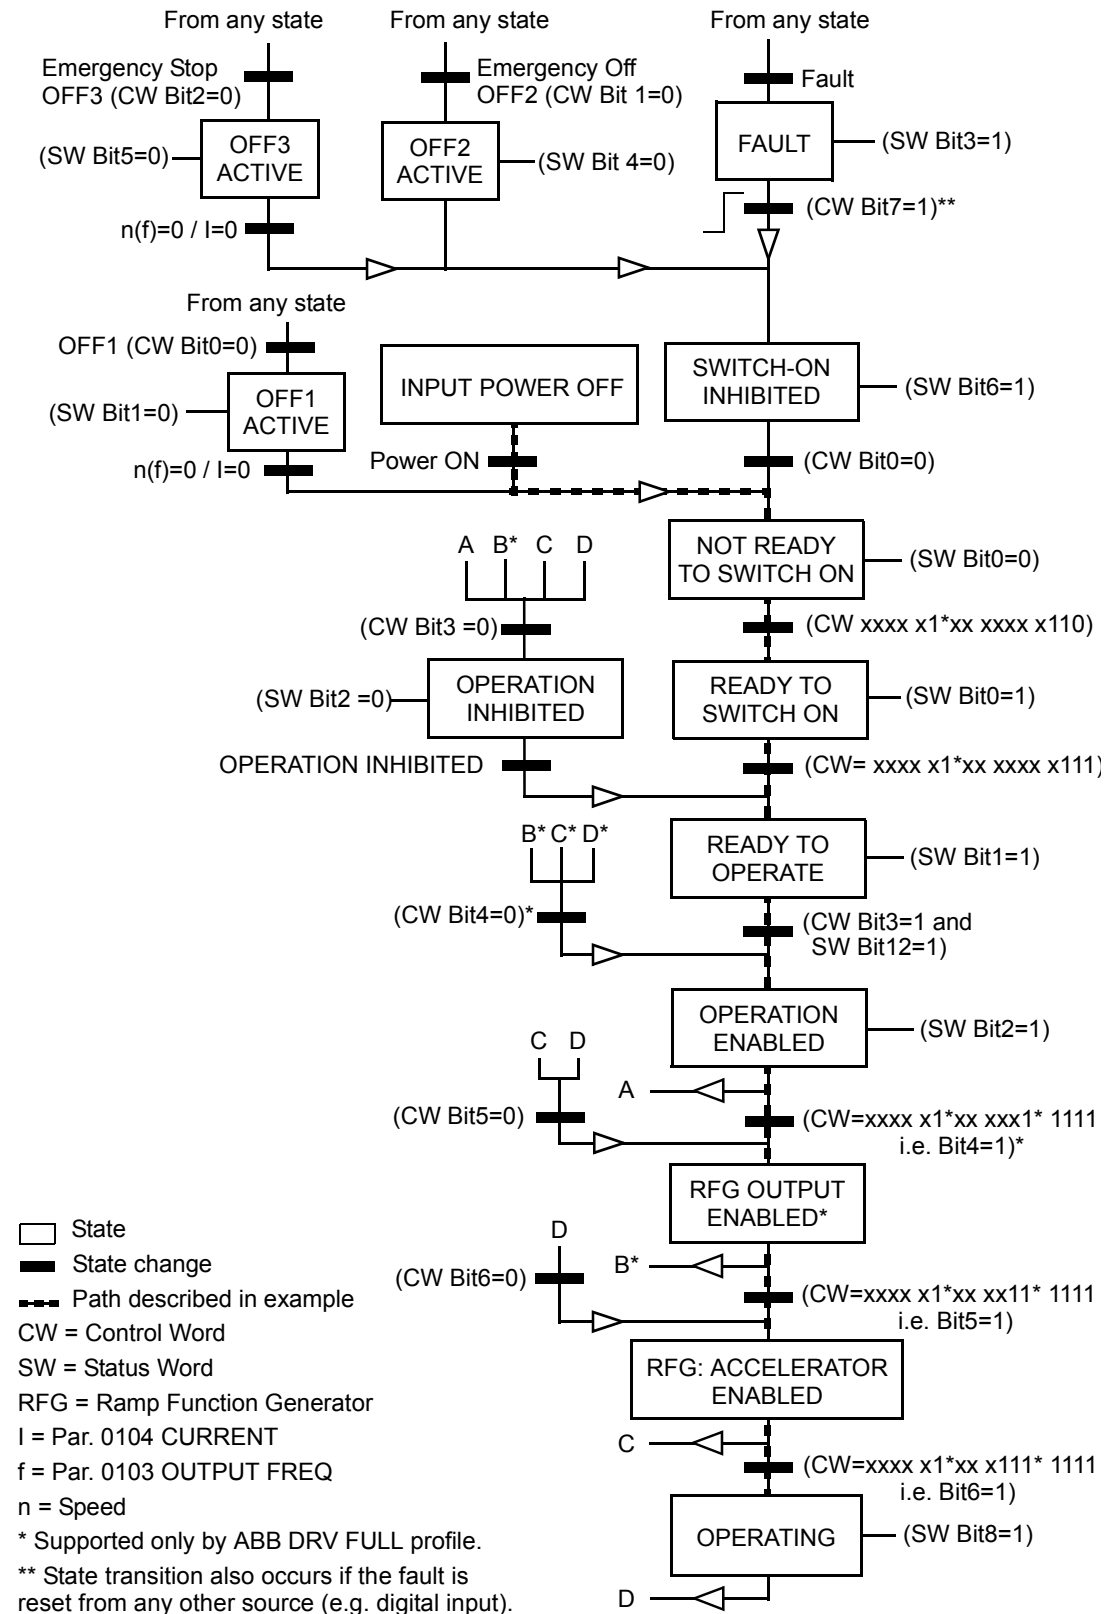 From any state
From any state
From any state
Emergency Stop
OFF3 (CW Bit2=0)
Emergency Off
OFF2 (CW Bit 1=0)
Fault
OFF3
ACTIVE
(SW Bit5=0)
OFF2
ACTIVE
(SW Bit 4=0)
FAULT
(SW Bit3=1)
n(f)=0 / I=0
(CW Bit7=1)**
From any state
OFF1 (CW Bit0=0)
OFF1
ACTIVE
(SW Bit1=0)
INPUT POWER OFF
SWITCH-ON
INHIBITED
(SW Bit6=1)
n(f)=0 / I=0
Power ON
(CW Bit0=0)
A B* C D
NOT READY
TO SWITCH ON
(SW Bit0=0)
(CW Bit3 =0)
(CW xxxx x1*xx xxxx x110)
(SW Bit2 =0)
OPERATION
INHIBITED
READY TO
SWITCH ON
(SW Bit0=1)
OPERATION INHIBITED
(CW= xxxx x1*xx xxxx x111)
B* C* D*
READY TO
OPERATE
(SW Bit1=1)
(CW Bit4=0)*
(CW Bit3=1 and
SW Bit12=1)
OPERATION
ENABLED
(SW Bit2=1)
C D
A
(CW Bit5=0)
(CW=xxxx x1*xx xxx1* 1111
i.e. Bit4=1)*
RFG OUTPUT
ENABLED*
D
B*
(CW Bit6=0)
(CW=xxxx x1*xx xx11* 1111
i.e. Bit5=1)
RFG: ACCELERATOR
ENABLED
C
(CW=xxxx x1*xx x111* 1111
i.e. Bit6=1)
OPERATING
(SW Bit8=1)
D
State
State change
Path described in example
CW = Control Word
SW = Status Word
RFG = Ramp Function Generator
I = Par. 0104 CURRENT
f = Par. 0103 OUTPUT FREQ
n = Speed
* Supported only by ABB DRV FULL profile.
** State transition also occurs if the fault is
reset from any other source (e.g. digital input).